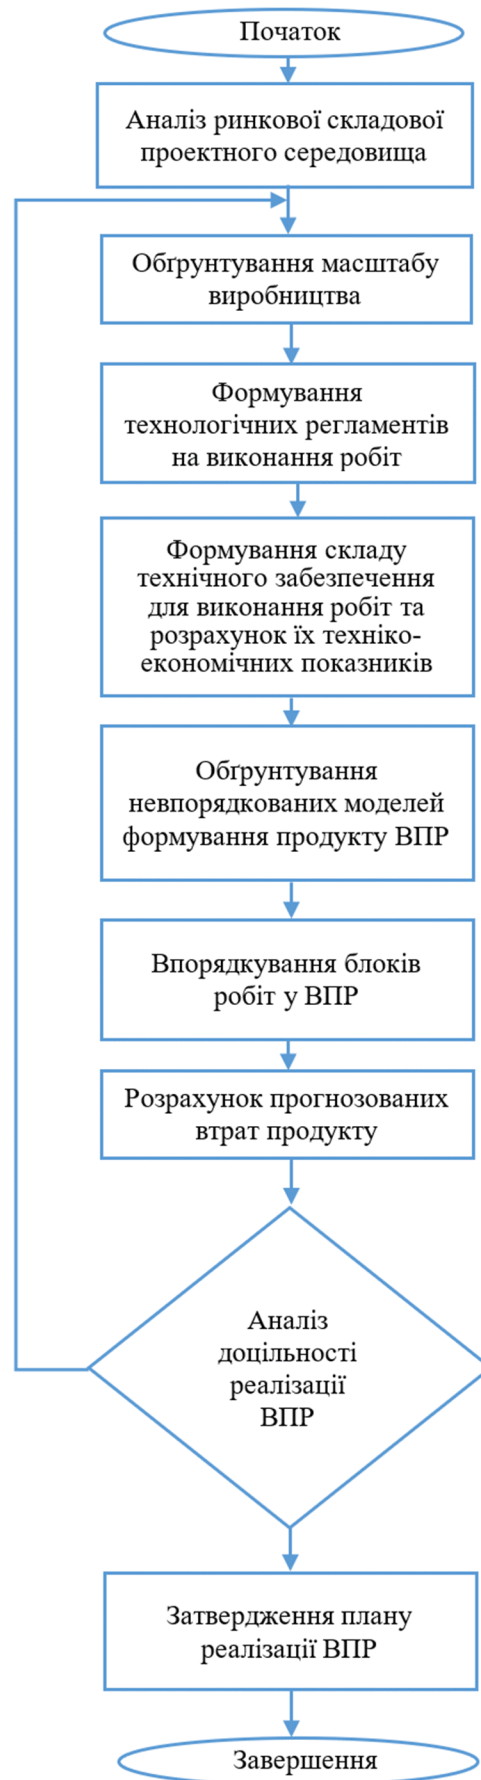 Початок
Аналіз ринкової складової
проектного середовища
Обґрунтування масштабу
виробництва
Формування
технологічних регламентів
на виконання робіт
Формування складу
технічного забезпечення
для виконання робіт та
розрахунок їх техніко-
економічних показників
Обґрунтування
невпорядкованих моделей
формування продукту ВПР
Впорядкування блоків
робіт у ВПР
Розрахунок прогнозованих
втрат продукту
Аналіз
доцільності
реалізації
ВПР
Затвердження плану
реалізації ВПР
Завершення